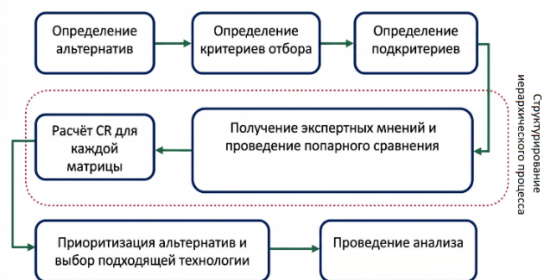 Определение
альтернатив
Определение
критериев отбора
Определение
подкритериев
Структурирование
иерархического процесса
Получение экспертных мнений и
проведение попарного сравнения
Расчёт CR для
каждой
матрицы
Приоритизация альтернатив и
выбор подходящей технологии
Проведение анализа